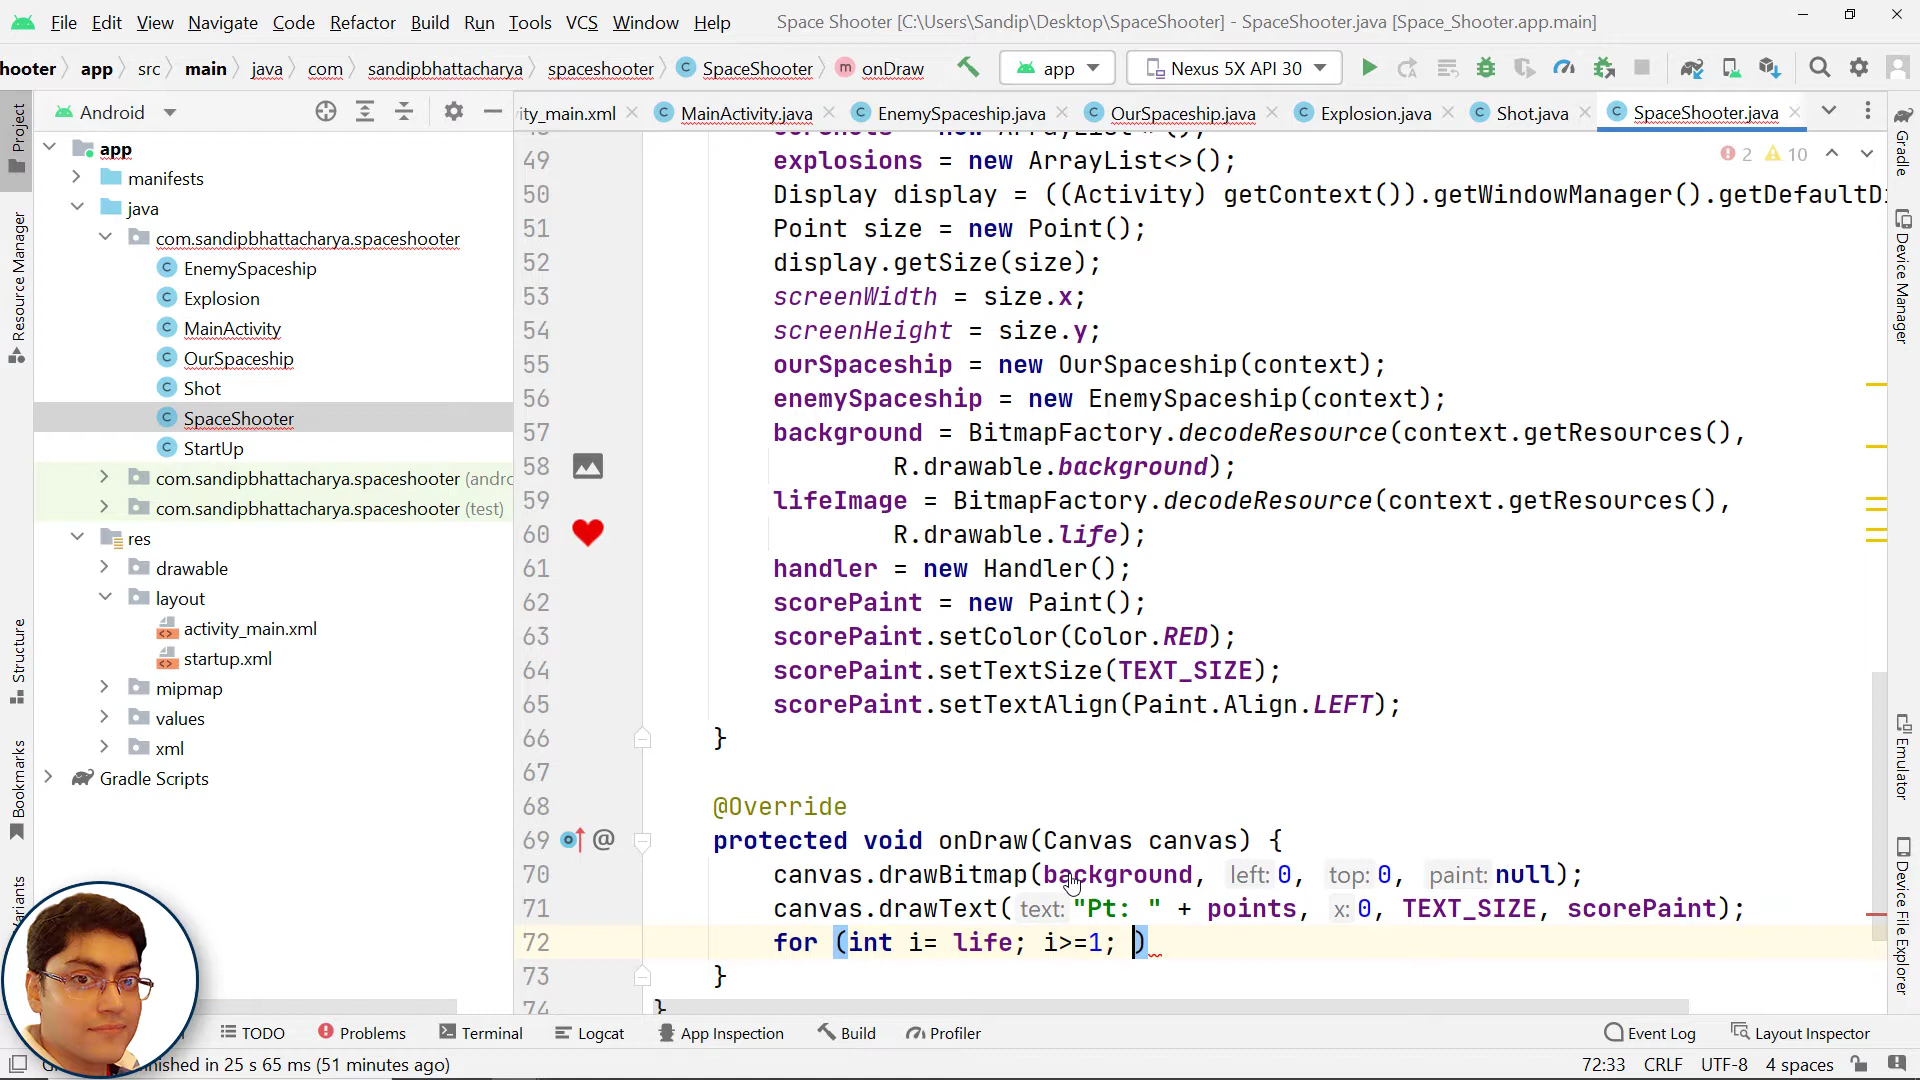 File Edit View Navigate Code Refactor Build Run Tools VCS Window Help Space Shooter [C:\Users\Sandip\Desktop\SpaceShooter] - SpaceShooter.java [Space_Shooter.app.main]
hooter app src main java com sandipbhattacharya spaceshooter SpaceShooter onDraw app Nexus 5X API 30
Android
ity_main.xml MainActivity.java EnemySpaceship.java OurSpaceship.java Explosion.java Shot.java SpaceShooter.java
Project
Resource Manager
Structure
Bookmarks
app
manifests
java
com.sandipbhattacharya.spaceshooter
EnemySpaceship
Explosion
MainActivity
OurSpaceship
Shot
SpaceShooter
StartUp
com.sandipbhattacharya.spaceshooter (andro
com.sandipbhattacharya.spaceshooter (test)
res
drawable
layout
activity_main.xml
startup.xml
mipmap
values
xml
Gradle Scripts
2 10
49 explosions = new ArrayList<>();
50 Display display = ((Activity) getContext()).getWindowManager().getDefaultDi
51 Point size = new Point();
52 display.getSize(size);
53 screenWidth = size.x;
54 screenHeight = size.y;
55 ourSpaceship = new OurSpaceship(context);
56 enemySpaceship = new EnemySpaceship(context);
57 background = BitmapFactory.decodeResource(context.getResources(),
58 R.drawable.background);
59 lifeImage = BitmapFactory.decodeResource(context.getResources(),
60 R.drawable.life);
61 handler = new Handler();
62 scorePaint = new Paint();
63 scorePaint.setColor(Color.RED);
64 scorePaint.setTextSize(TEXT_SIZE);
65 scorePaint.setTextAlign(Paint.Align.LEFT);
66 }
67
68 @Override
69 protected void onDraw(Canvas canvas) {
70 canvas.drawBitmap(background, left: 0, top: 0, paint: null);
71 canvas.drawText( text: "Pt: " + points, x: 0, TEXT_SIZE, scorePaint);
72 for (int i= life; i>=1; )
73 }
74 }
Gradle
Device Manager
Emulator
Device File Explorer
TODO Problems Terminal Logcat App Inspection Build Profiler Event Log Layout Inspector
nished in 25 s 65 ms (51 minutes ago) 72:33 CRLF UTF-8 4 spaces